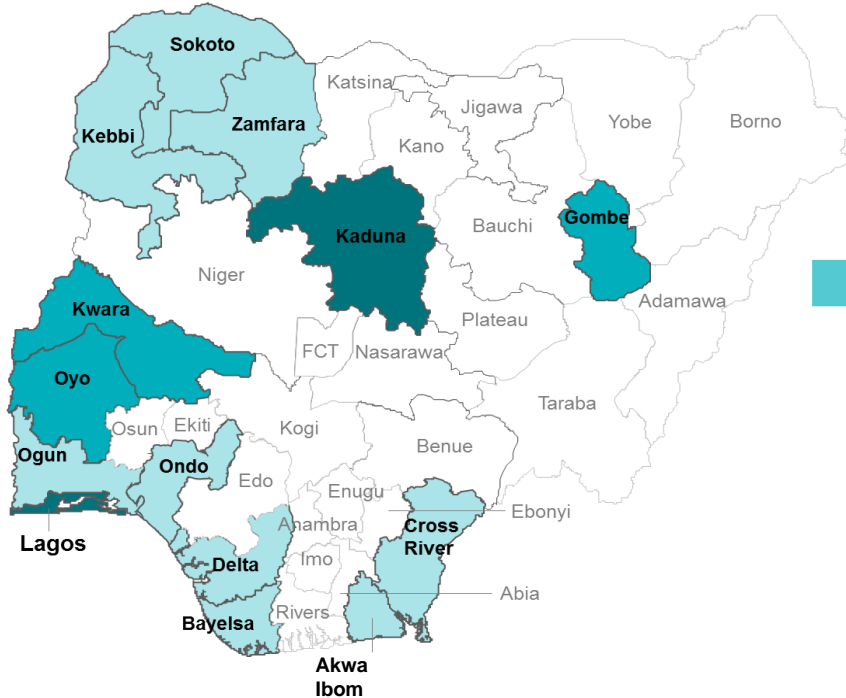 Sokoto
Katsina
Jigawa
Yobe
Borno
Kebbi
Zamfara
Kano
Kaduna
Bauchi
Gombe
Niger
Adamawa
Kwara
Plateau
FCT
Nasarawa
Oyo
Taraba
Osun
Ekiti
Kogi
Benue
Ogun
Ondo
Edo
Enugu
Ebonyi
Anambra
Cross
River
Lagos
Delta
Imo
Abia
Bayelsa
Rivers
Akwa
Ibom